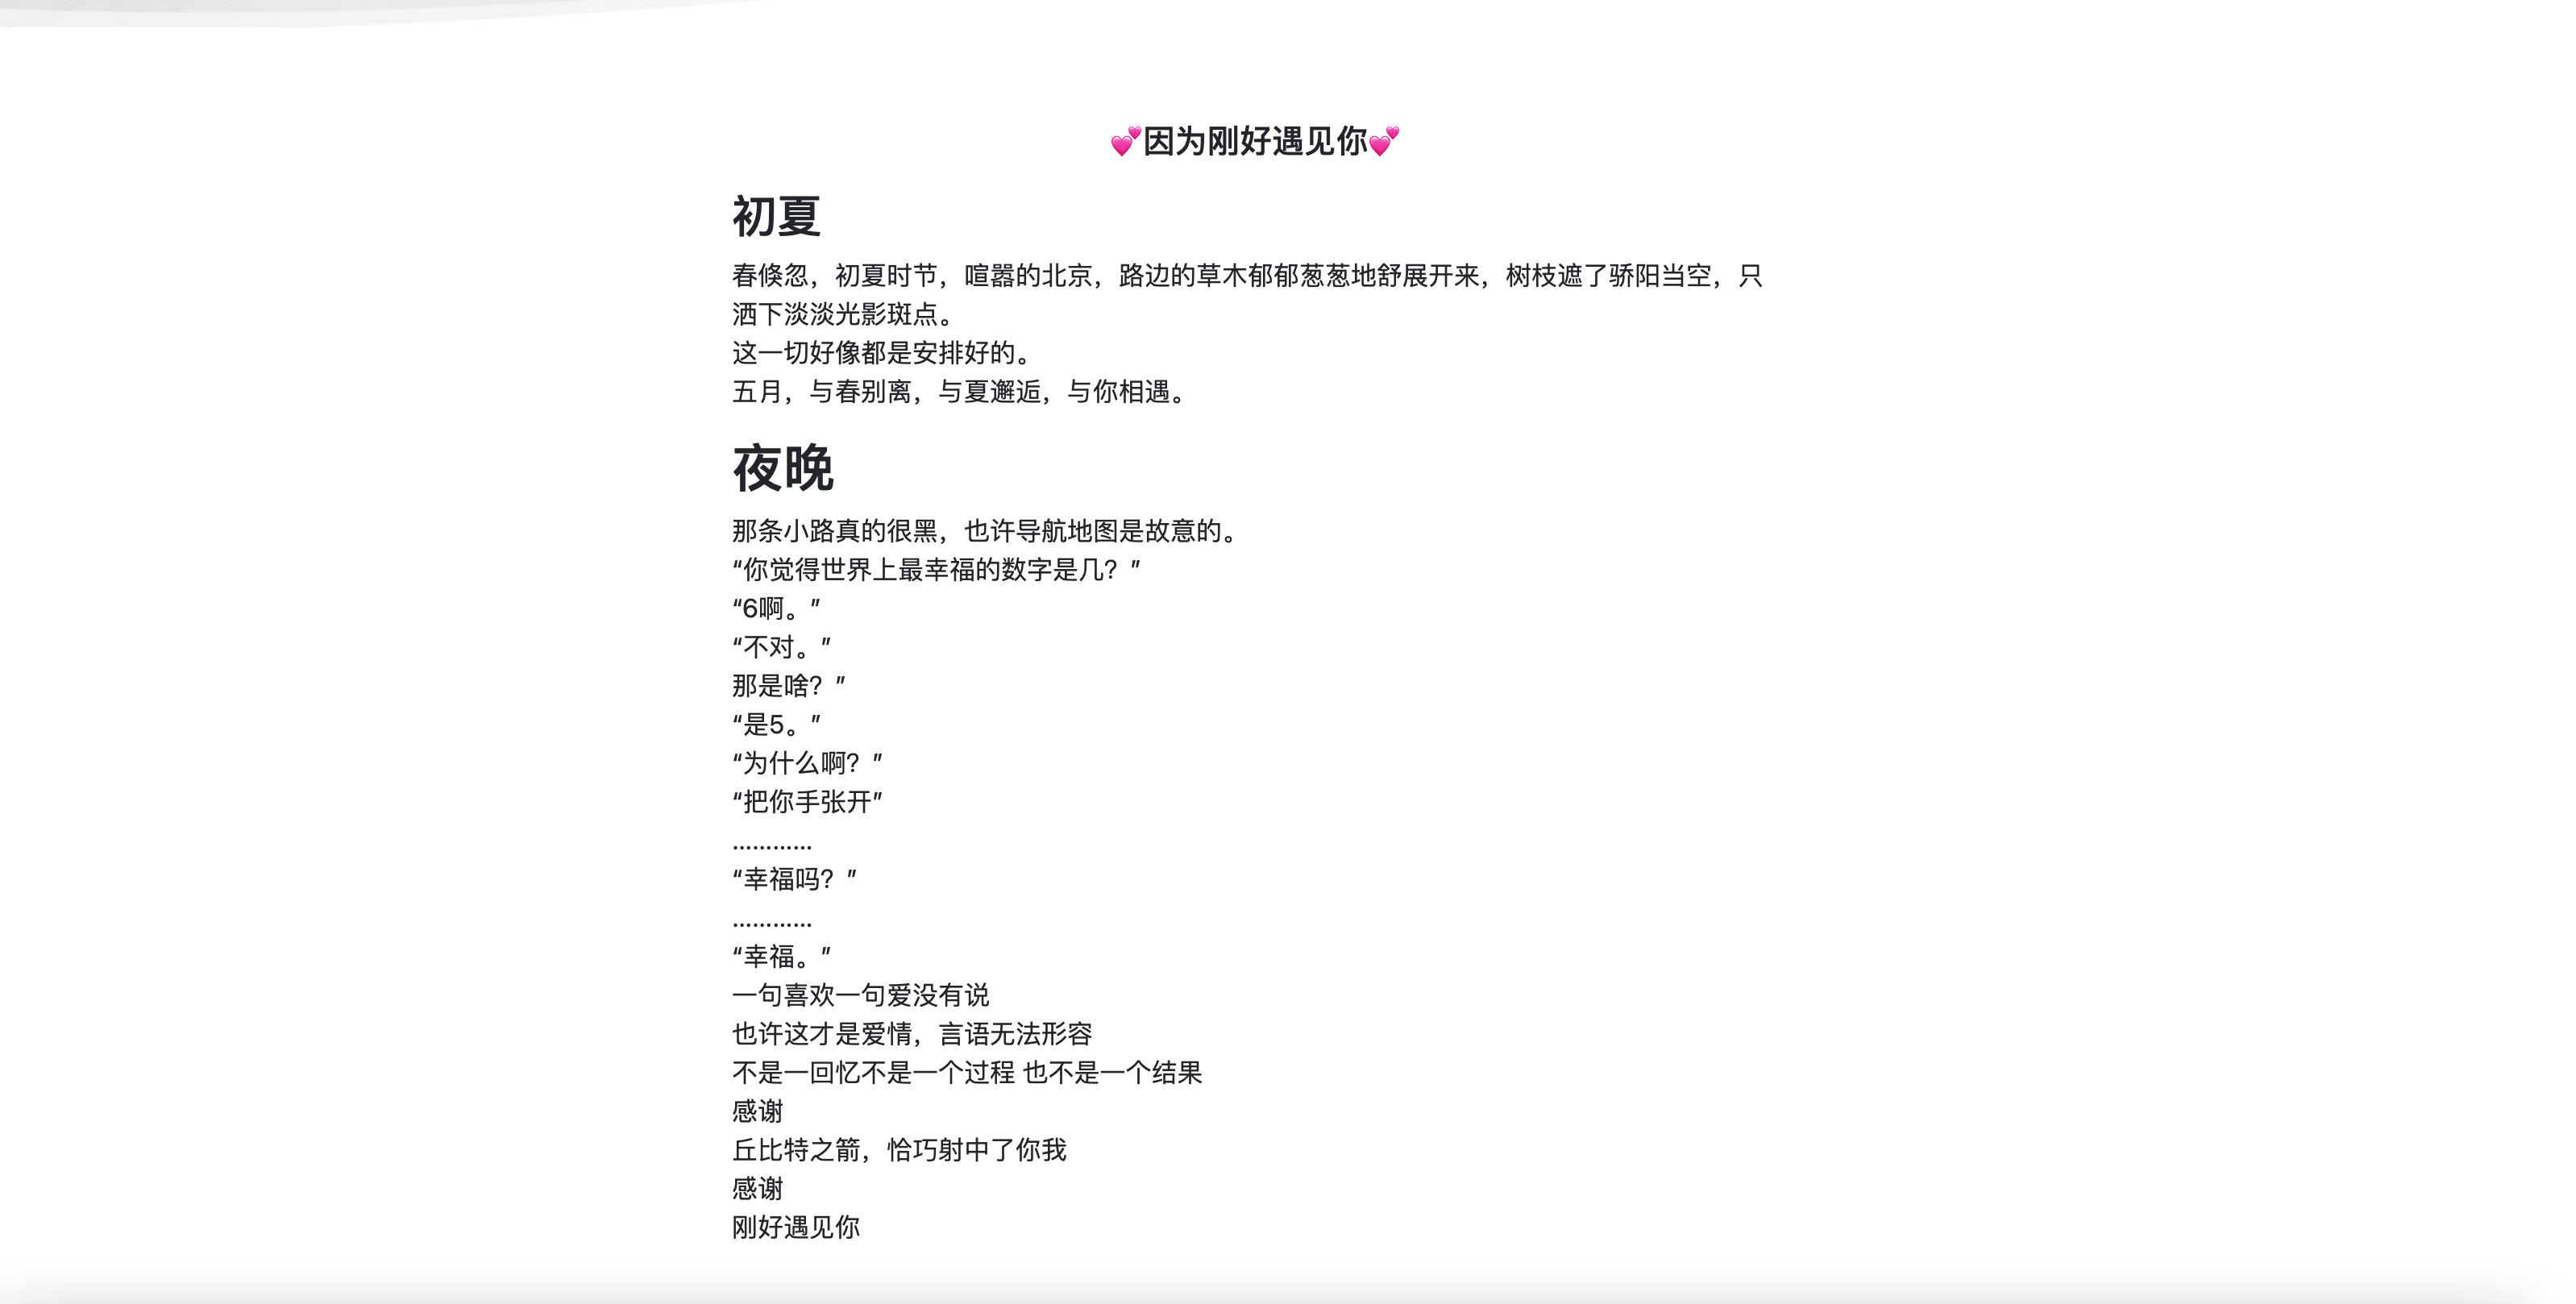 💕因为刚好遇见你💕
初夏
春倏忽，初夏时节，喧嚣的北京，路边的草木郁郁葱葱地舒展开来，树枝遮了骄阳当空，只
洒下淡淡光影斑点。
这一切好像都是安排好的。
五月，与春别离，与夏邂逅，与你相遇。
夜晚
那条小路真的很黑，也许导航地图是故意的。
“你觉得世界上最幸福的数字是几？”
“6啊。”
“不对。”
那是啥？”
“是5。”
“为什么啊？”
“把你手张开”
…………
“幸福吗？”
…………
“幸福。”
一句喜欢一句爱没有说
也许这才是爱情，言语无法形容
不是一回忆不是一个过程 也不是一个结果
感谢
丘比特之箭，恰巧射中了你我
感谢
刚好遇见你